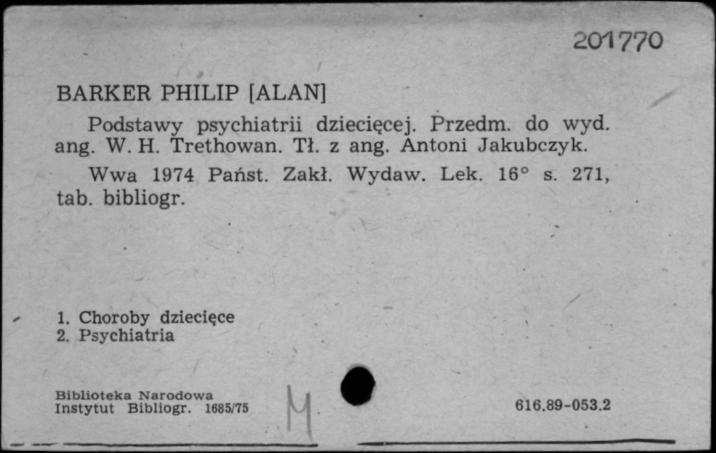 201770
BARKER PHILIP [ALAN]
Podstawy psychiatrii dziecięcej. Przedm. do wyd.
ang. W. H. Trethowan. Tł. z ang. Antoni Jakubczyk.
Wwa 1974 Państ. Zakł. Wydaw. Lek. 16° s. 271,
tab. bibliogr.
1. Choroby dziecięce
2. Psychiatria
Biblioteka Narodowa
Instytut Bibliogr. 1685/75
M
616.89-053.2